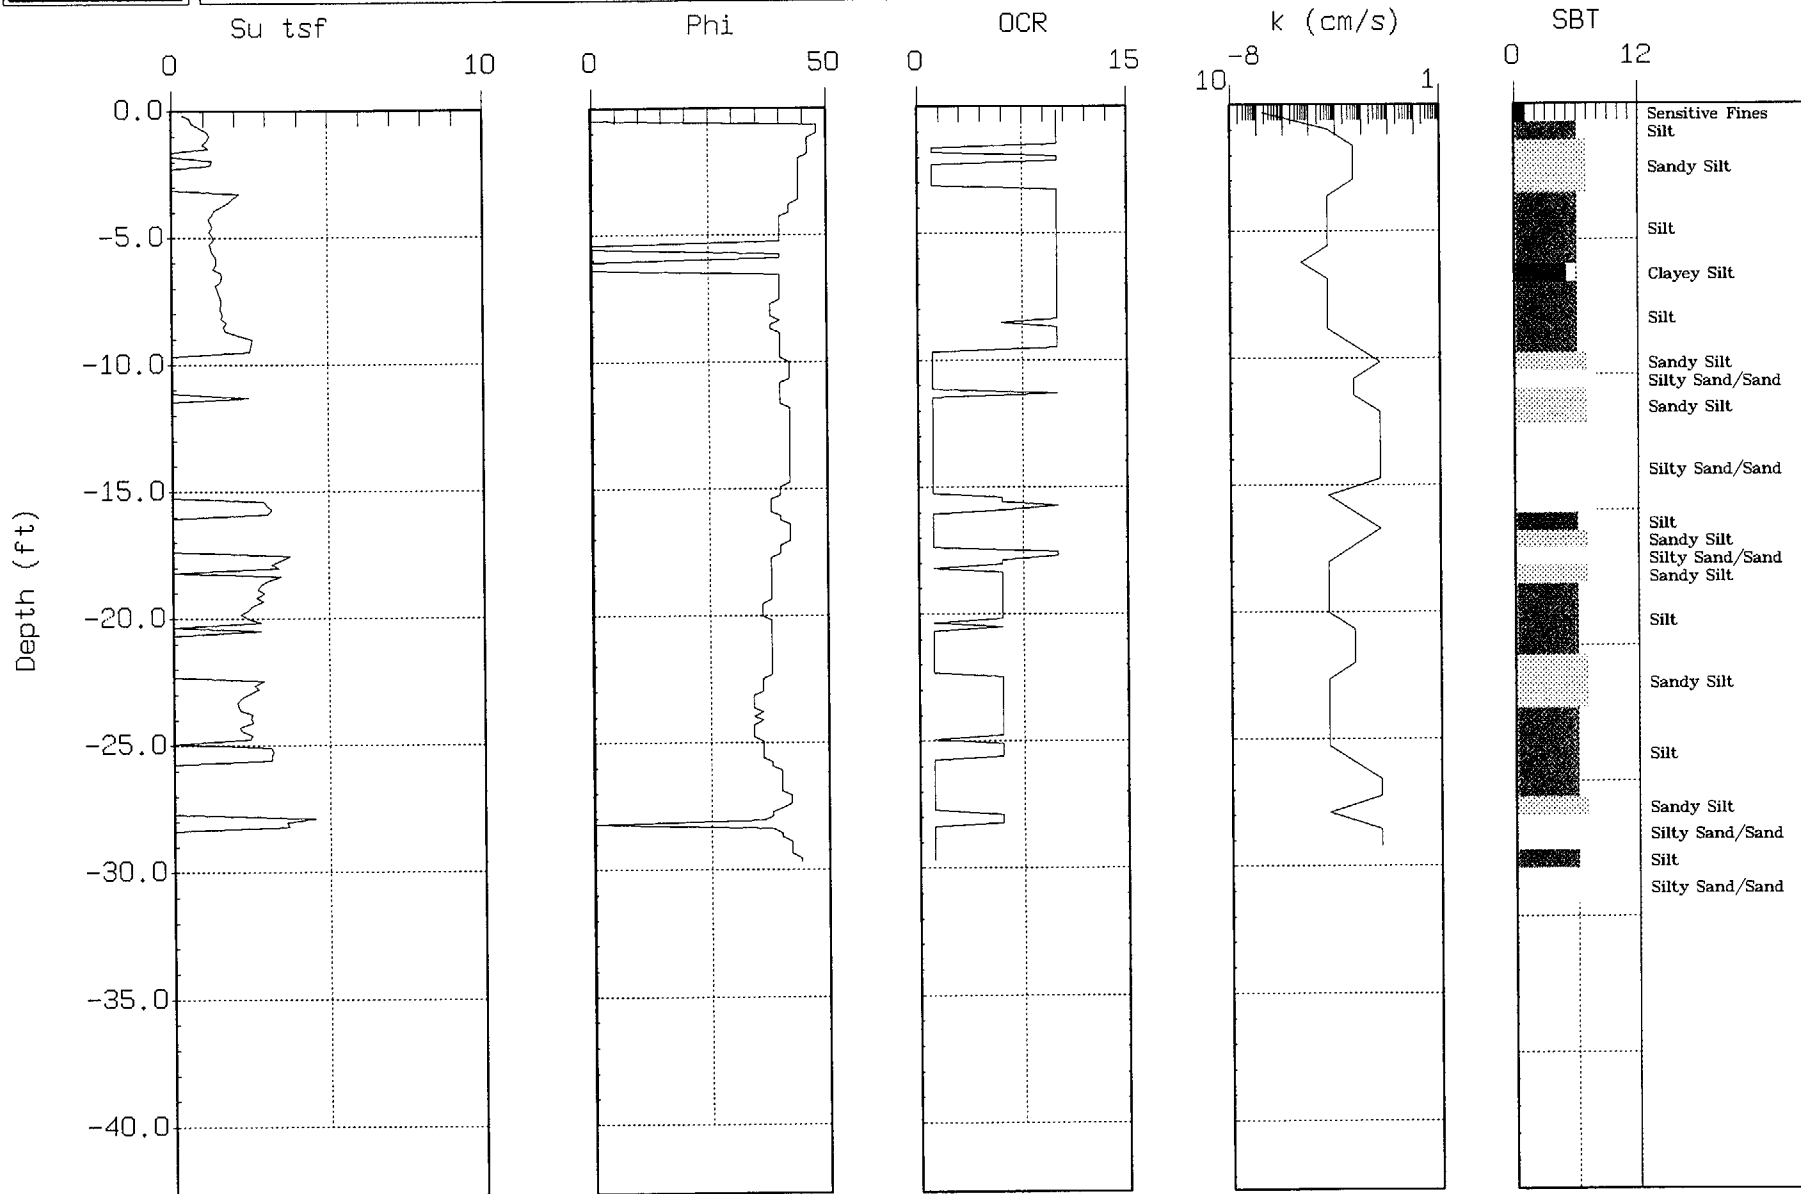 Su tsf
Phi
OCR
k (cm/s)
SBT
0 10
0 50
0 15
10 -8 1
0 12
Depth (ft)
0.0
-5.0
-10.0
-15.0
-20.0
-25.0
-30.0
-35.0
-40.0
Sensitive Fines
Silt
Sandy Silt
Silt
Clayey Silt
Silt
Sandy Silt
Silty Sand/Sand
Sandy Silt
Silty Sand/Sand
Silt
Sandy Silt
Silty Sand/Sand
Sandy Silt
Silt
Sandy Silt
Silt
Sandy Silt
Silty Sand/Sand
Silt
Silty Sand/Sand